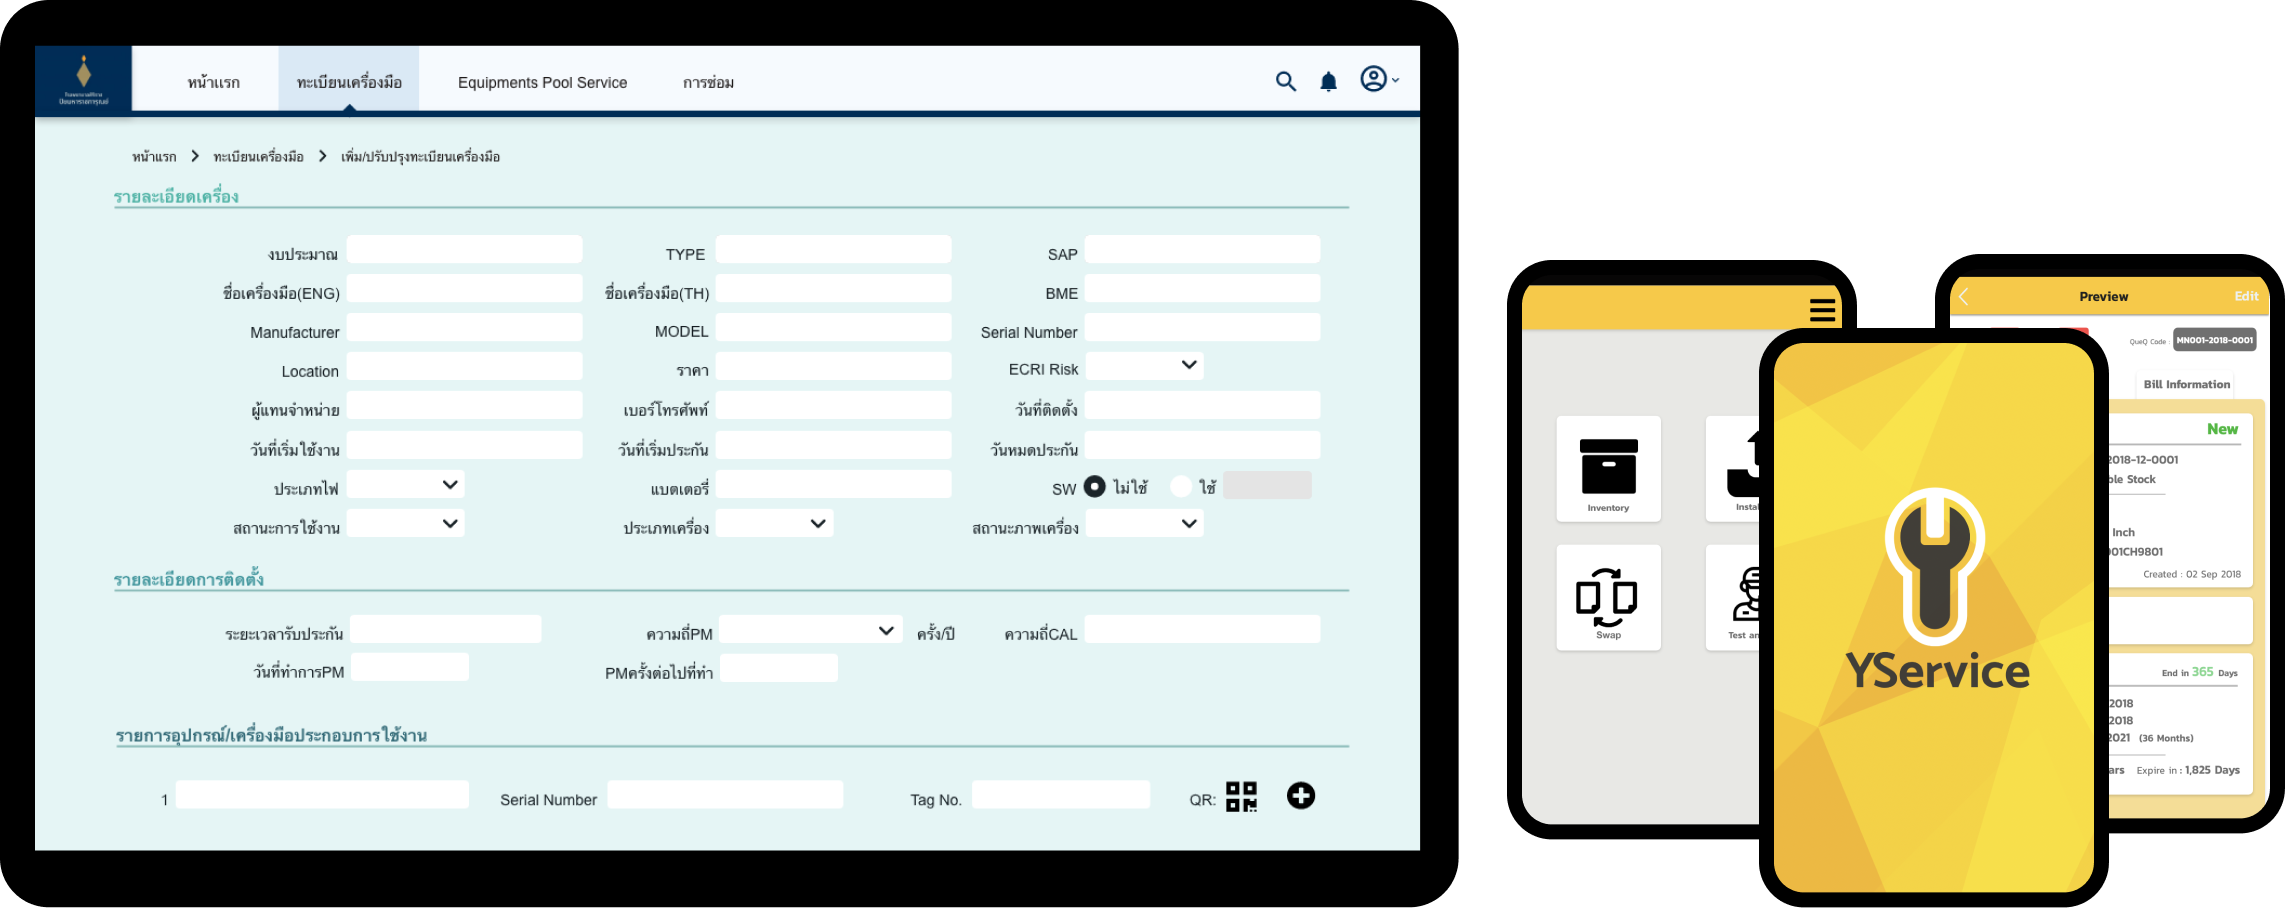 หน้าแรก ทะเบียนเครื่องมือ Equipments Pool Service การซ่อม
หน้าแรก ทะเบียนเครื่องมือ เพิ่ม/ปรับปรุงทะเบียนเครื่องมือ
รายละเอียดเครื่อง
งบประมาณ TYPE SAP
ชื่อเครื่องมือ(ENG) ชื่อเครื่องมือ(TH) BME
Manufacturer MODEL Serial Number
Location ราคา ECRI Risk
ผู้แทนจำหน่าย เบอร์โทรศัพท์ วันที่ติดตั้ง
วันที่เริ่มใช้งาน วันที่เริ่มประกัน วันหมดประกัน
ประเภทไฟ แบตเตอรี่ SW ไม่ใช้ ใช้
สถานะการใช้งาน ประเภทเครื่อง สถานะภาพเครื่อง
รายละเอียดการติดตั้ง
ระยะเวลารับประกัน ความถี่PM ครั้ง/ปี ความถี่CAL
วันที่ทำการPM PMครั้งต่อไปที่ทำ
รายการอุปกรณ์/เครื่องมือประกอบการใช้งาน
1 Serial Number Tag No. QR:
Inventory
Swap
YService
Preview Edit
QueQ Code : MN001-2018-0001
Bill Information
New
2018-12-0001
Stock
Inch
001CH9801
Created : 02 Sep 2018
End in 365 Days
2018
2018
2021 (36 Months)
Expire in : 1,825 Days